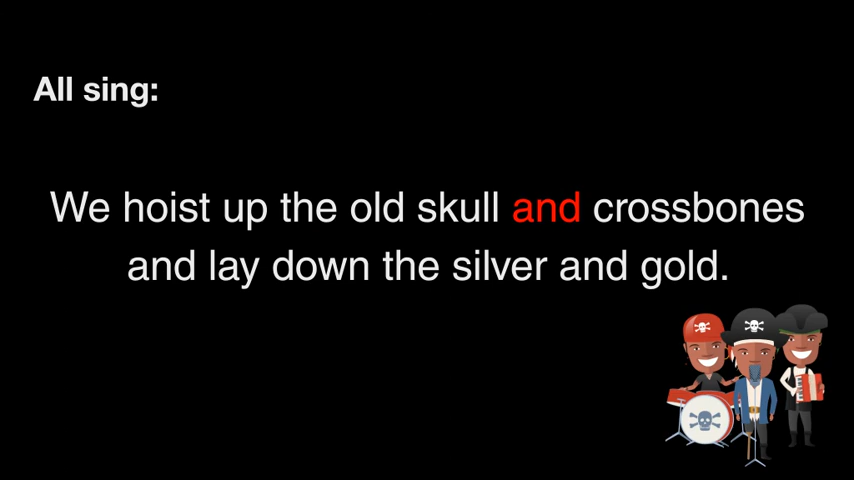 All sing:
We hoist up the old skull and crossbones
and lay down the silver and gold.